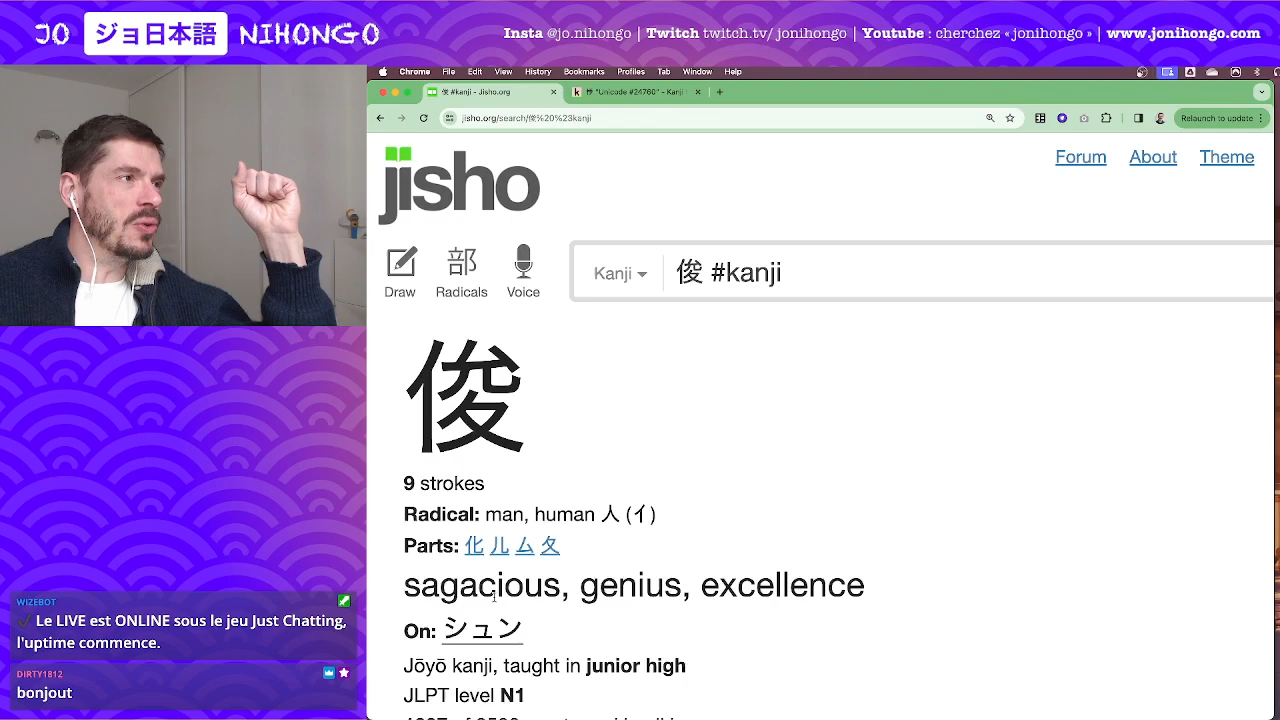 JO ジョ日本語 NIHONGO
Insta @jo.nihongo | Twitch twitch.tv/ jonihongo | Youtube : cherchez « jonihongo » | www.jonihongo.com
Chrome File Edit View History Bookmarks Profiles Tab Window Help
俊 #kanji - Jisho.org
"Unicode #24760" - Kanji
jisho.org/search/俊%20%23kanji
Relaunch to update
jisho
Forum About Theme
Draw
部 Radicals
Voice
Kanji
俊 #kanji
俊
9 strokes
Radical: man, human 人 (亻)
Parts: 化 儿 ム 夂
sagacious, genius, excellence
On: シュン
Jōyō kanji, taught in junior high
JLPT level N1
WIZEBOT
Le LIVE est ONLINE sous le jeu Just Chatting,
l'uptime commence.
DIRTY1812
bonjout